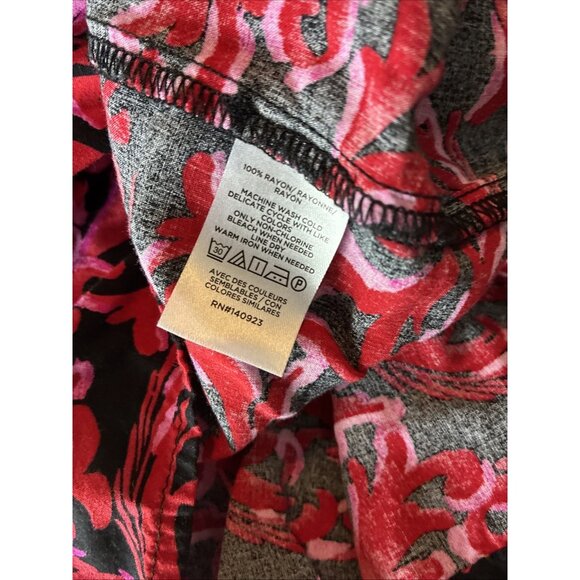 100% RAYON/ RAYONNE/
RAYON
MACHINE WASH COLD
DELICATE CYCLE WITH LIKE
COLORS
ONLY NON-CHLORINE
BLEACH WHEN NEEDED
LINE DRY
WARM IRON WHEN NEEDED
30 P
AVEC DES COULEURS
SEMBLABLES / CON
COLORES SIMILARES
RN#140923